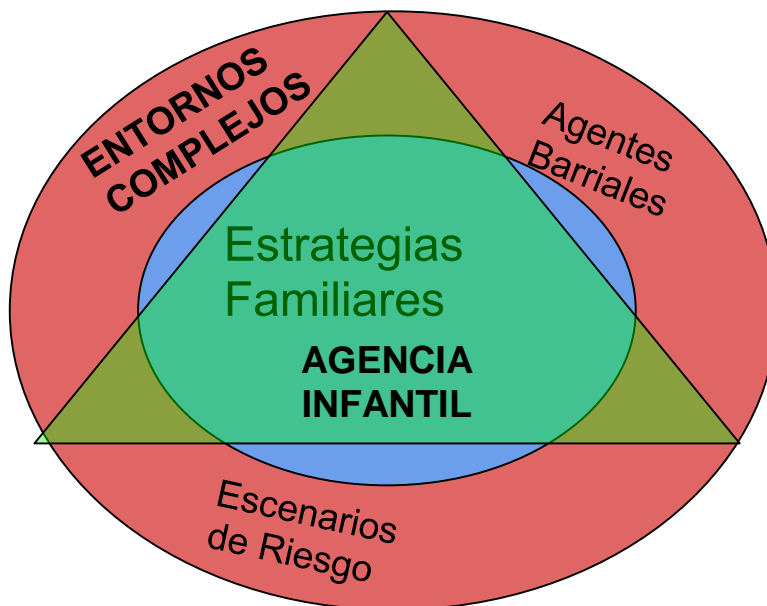 ENTORNOS
COMPLEJOS
Agentes
Barriales
Estrategias
Familiares
AGENCIA
INFANTIL
Escenarios
de Riesgo